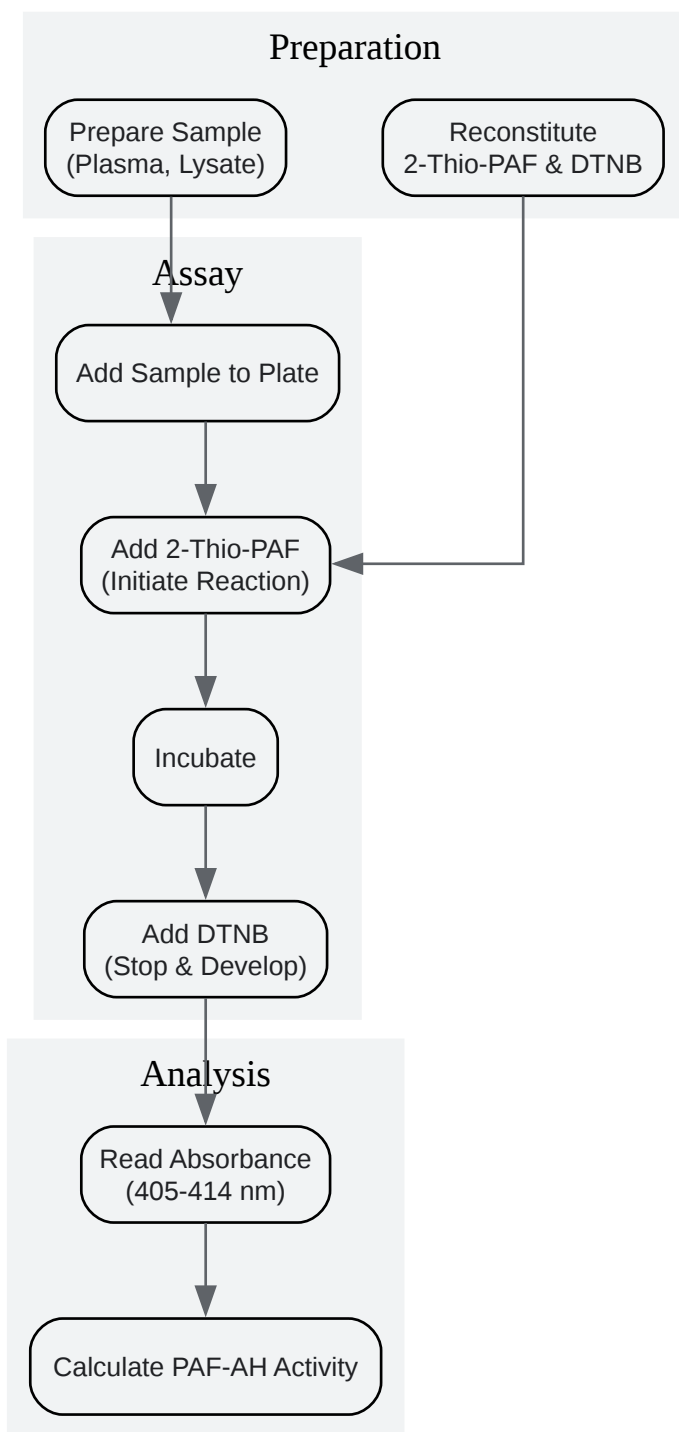 Preparation
Prepare Sample
(Plasma, Lysate)
Reconstitute
2-Thio-PAF & DTNB
Assay
Add Sample to Plate
Add 2-Thio-PAF
(Initiate Reaction)
Incubate
Add DTNB
(Stop & Develop)
Analysis
Read Absorbance
(405-414 nm)
Calculate PAF-AH Activity